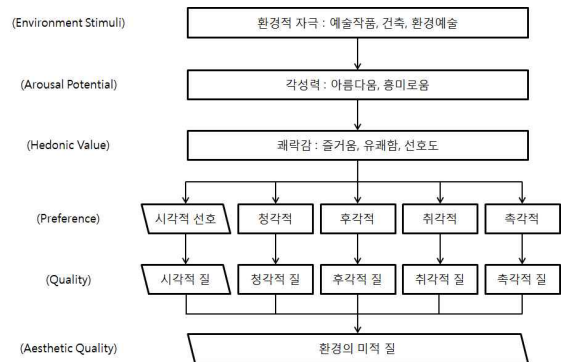 (Environment Stimuli) 환경적 자극 : 예술작품, 건축, 환경예술
(Arousal Potential) 각성력 : 아름다움, 흥미로움
(Hedonic Value) 쾌락감 : 즐거움, 유쾌함, 선호도
(Preference) 시각적 선호 청각적 후각적 취각적 촉각적
(Quality) 시각적 질 청각적 질 후각적 질 취각적 질 촉각적 질
(Aesthetic Quality) 환경의 미적 질